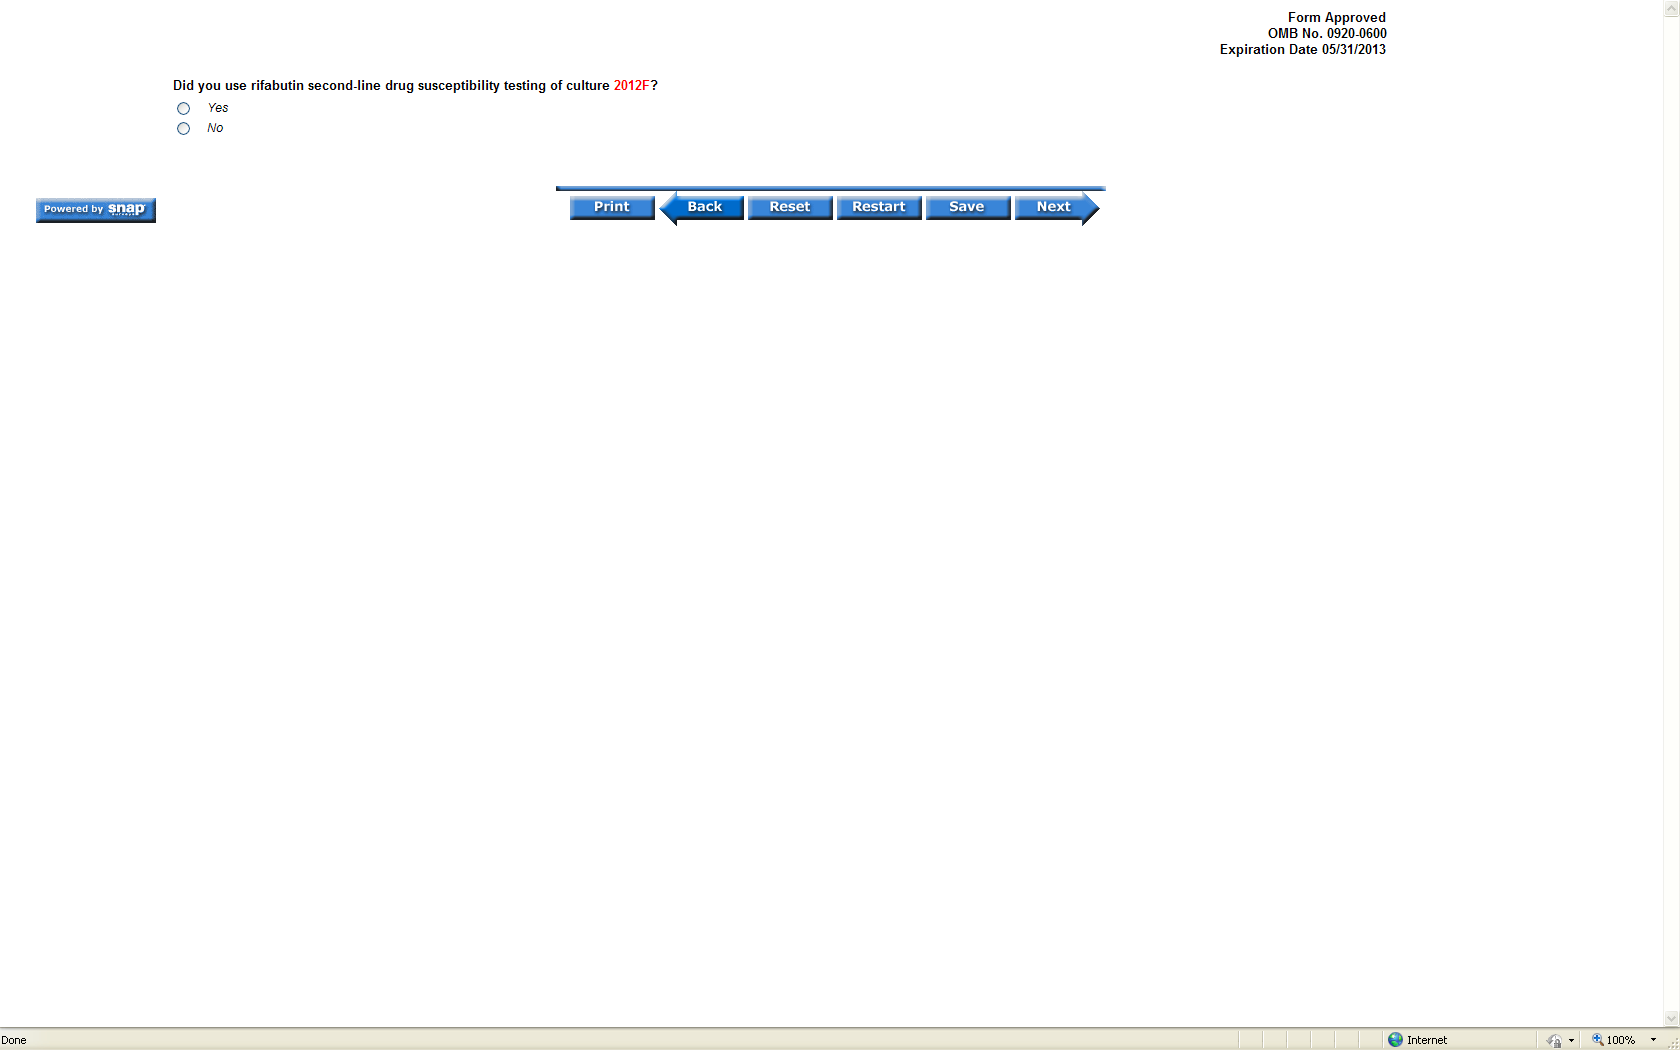 Form Approved
OMB No. 0920-0600
Expiration Date 05/31/2013
Did you use rifabutin second-line drug susceptibility testing of culture 2012F?
Yes
No
Powered by snap surveys
Print Back Reset Restart Save Next
Done Internet 100%